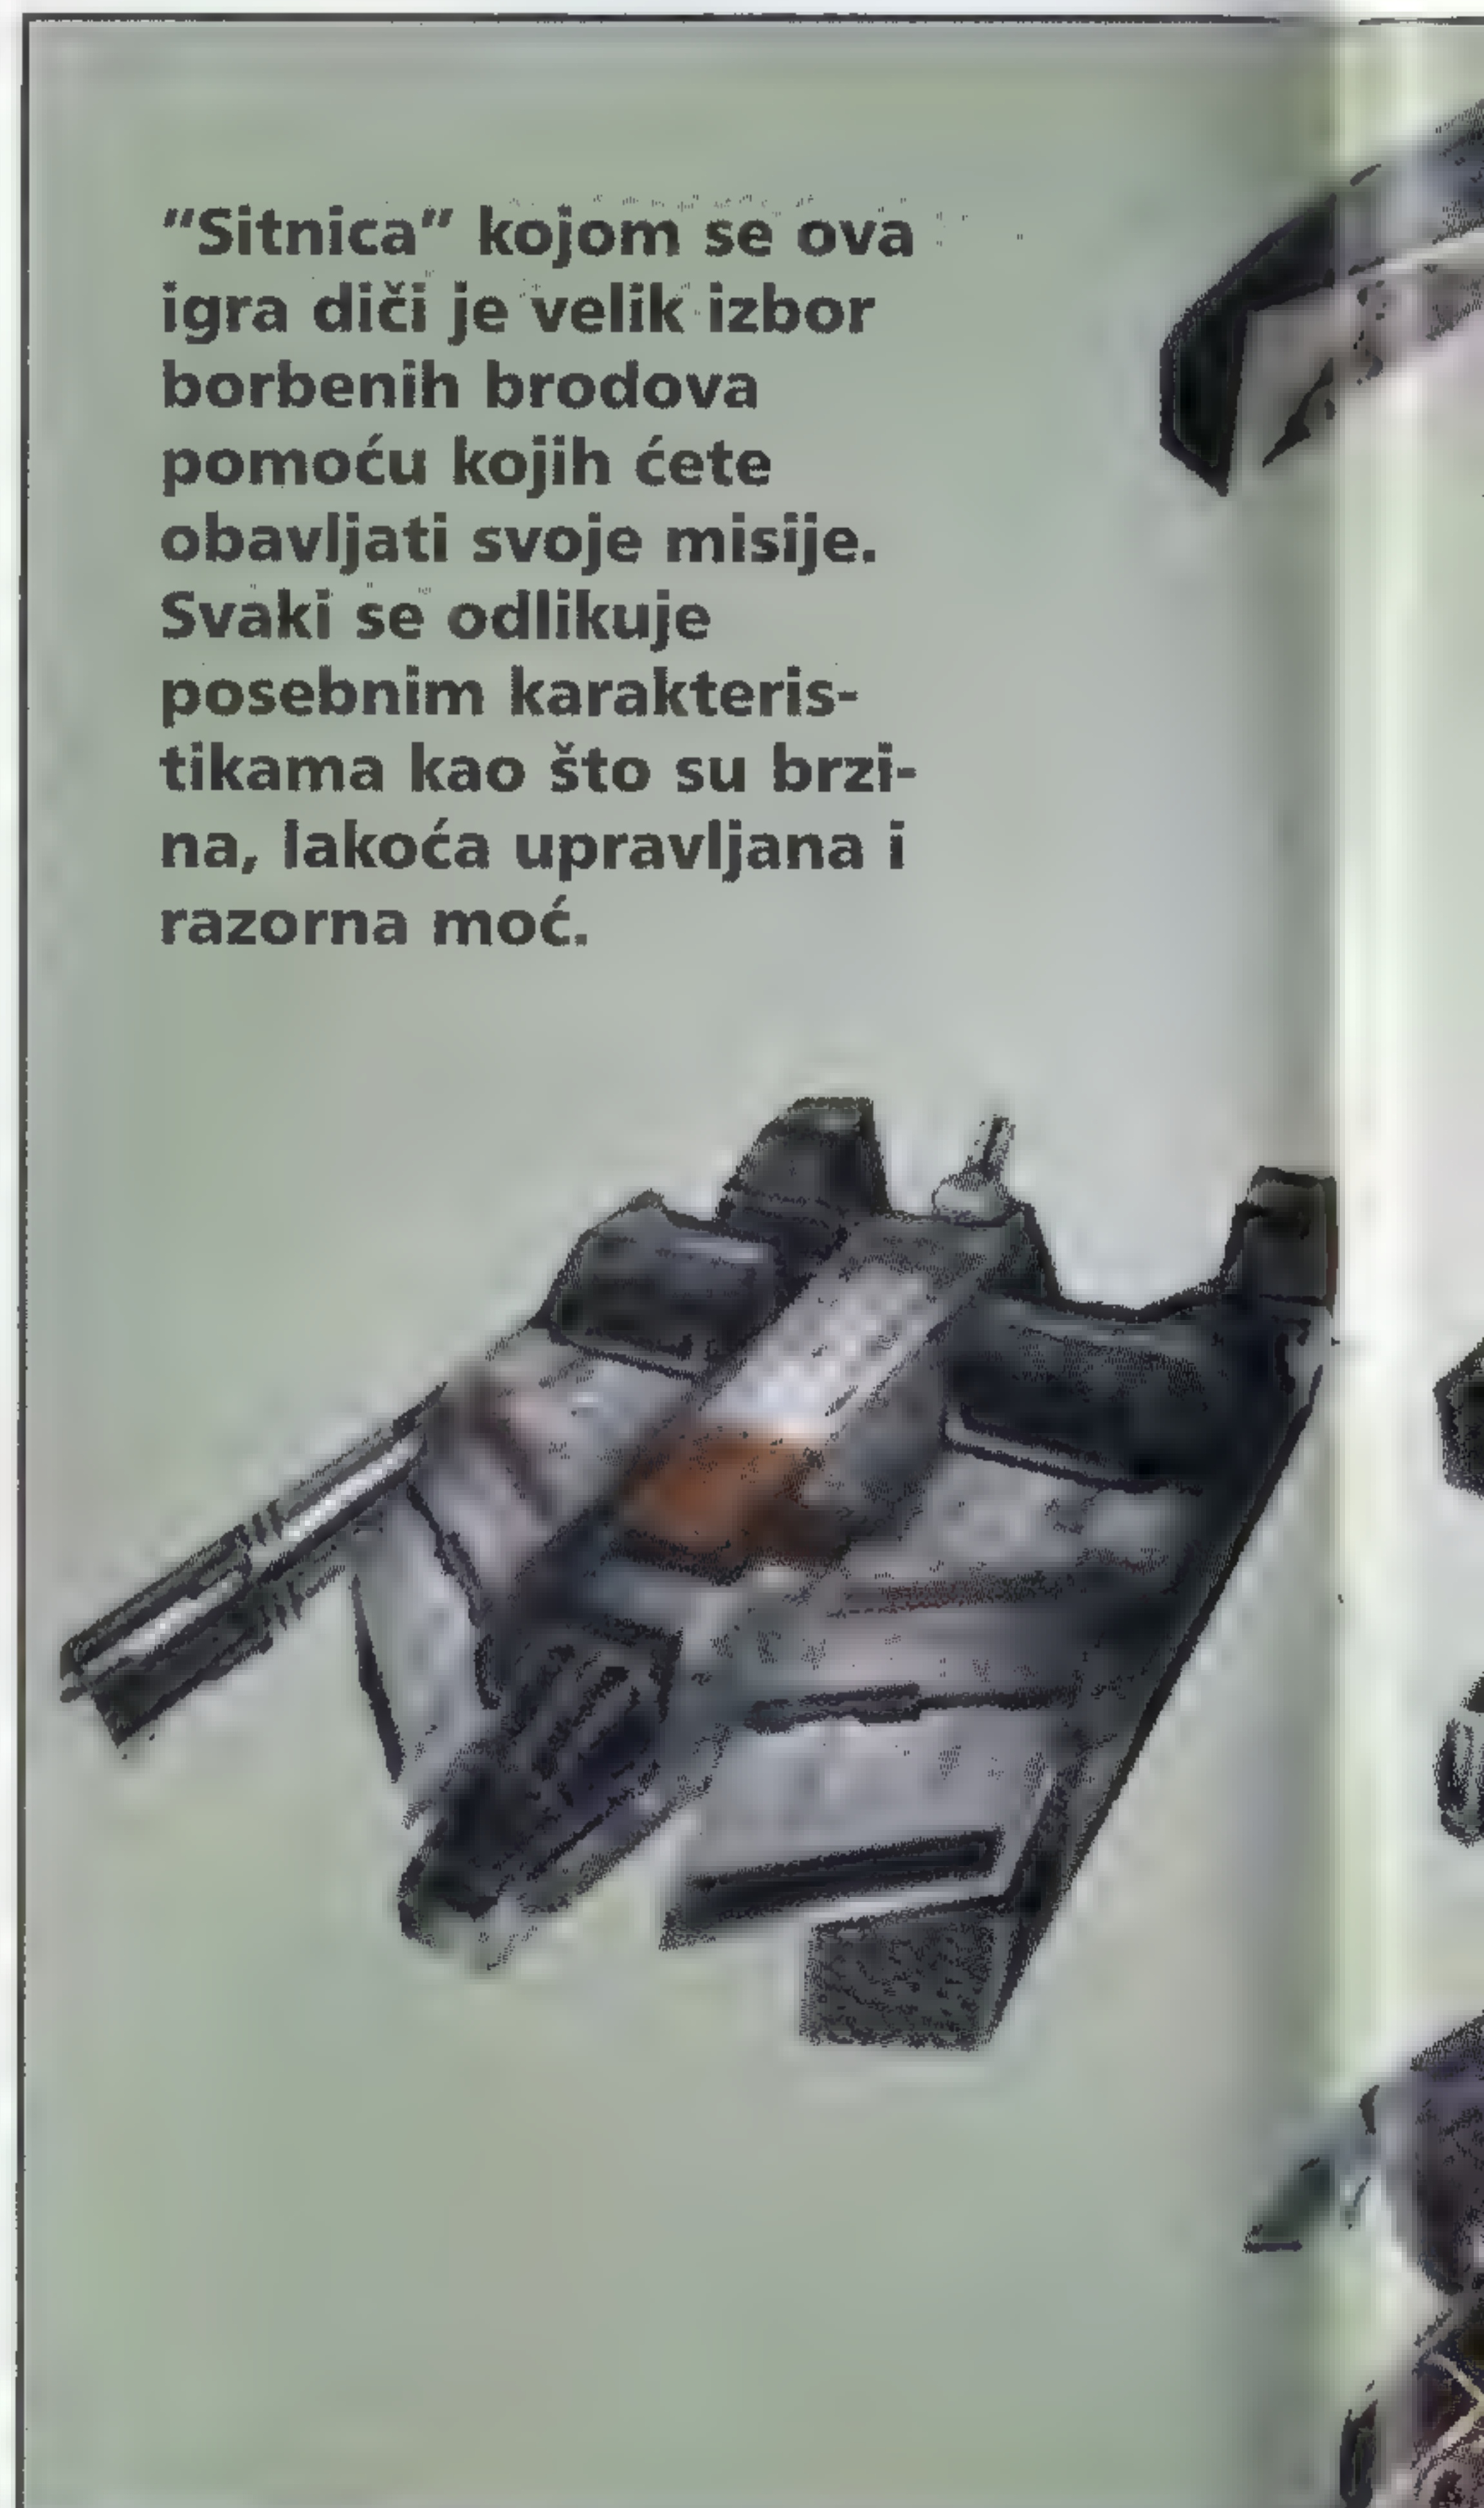 "Sitnica" kojom se ova
igra diči je velik izbor
borbenih brodova
pomoću kojih ćete
obavljati svoje misije.
Svaki se odlikuje
posebnim karakteris-
tikama kao što su brzi-
na, lakoća upravljana i
razorna moć.